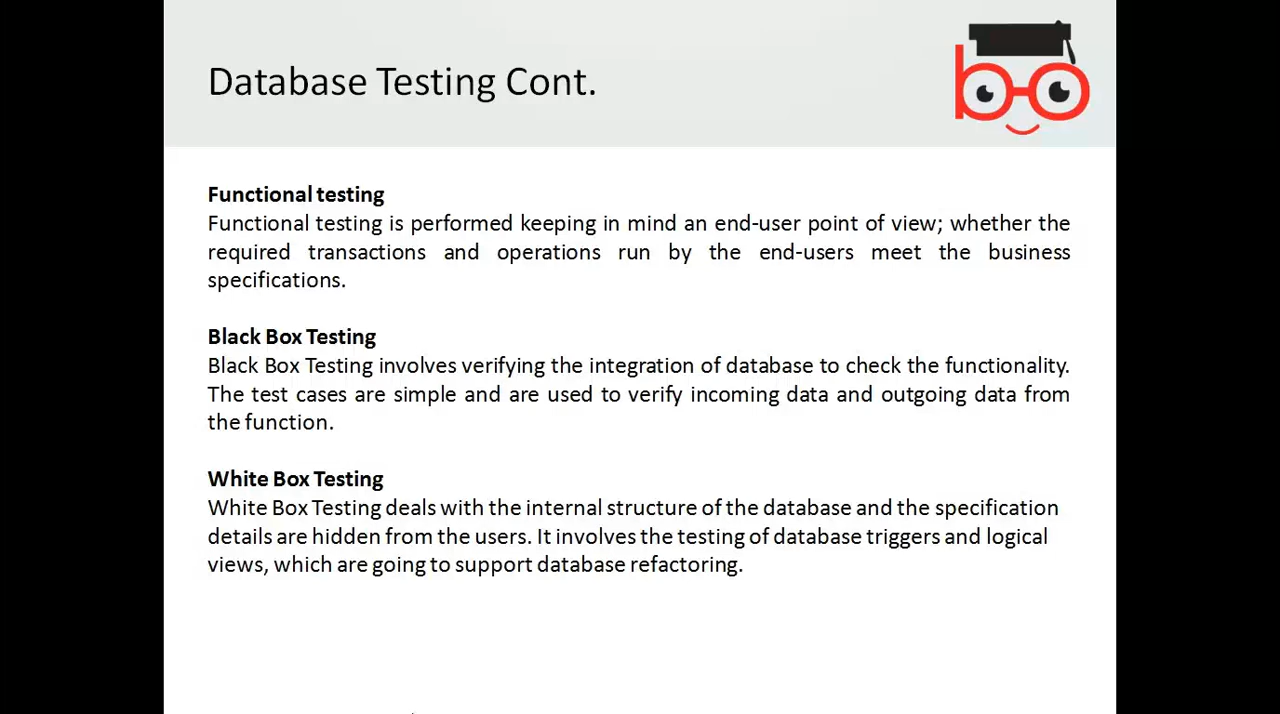 Database Testing Cont.
Functional testing
Functional testing is performed keeping in mind an end-user point of view; whether the
required transactions and operations run by the end-users meet the business
specifications.
Black Box Testing
Black Box Testing involves verifying the integration of database to check the functionality.
The test cases are simple and are used to verify incoming data and outgoing data from
the function.
White Box Testing
White Box Testing deals with the internal structure of the database and the specification
details are hidden from the users. It involves the testing of database triggers and logical
views, which are going to support database refactoring.